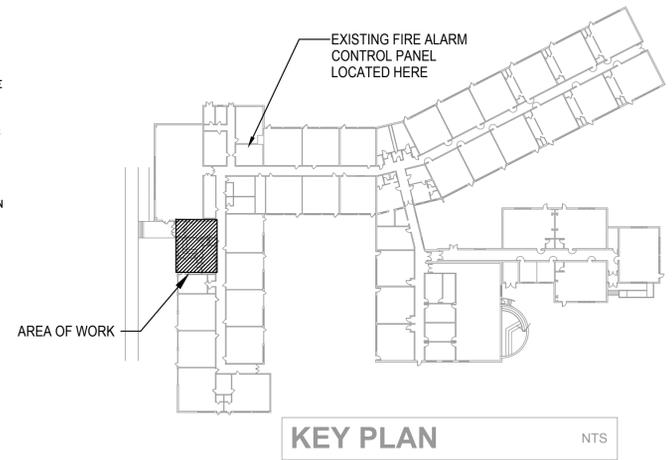 EXISTING FIRE ALARM
CONTROL PANEL
LOCATED HERE
AREA OF WORK
KEY PLAN
NTS